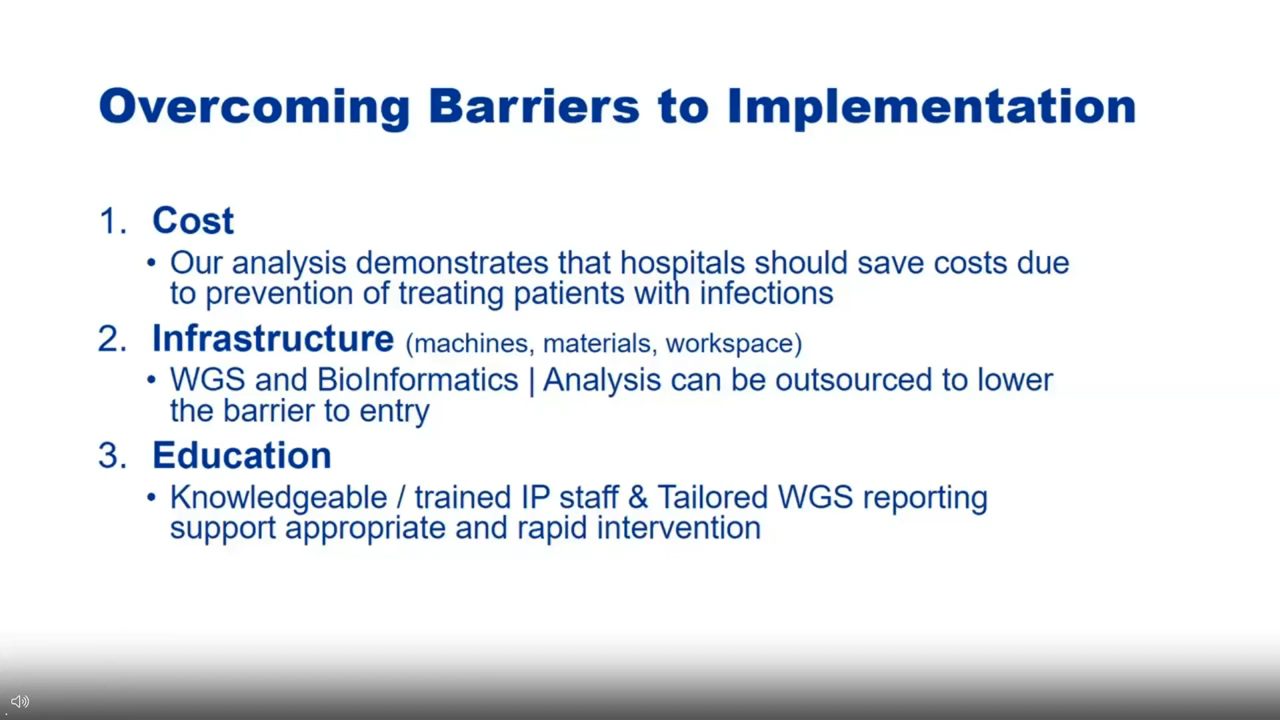 Overcoming Barriers to Implementation
1. Cost
• Our analysis demonstrates that hospitals should save costs due
to prevention of treating patients with infections
2. Infrastructure (machines, materials, workspace)
• WGS and BioInformatics | Analysis can be outsourced to lower
the barrier to entry
3. Education
• Knowledgeable / trained IP staff & Tailored WGS reporting
support appropriate and rapid intervention